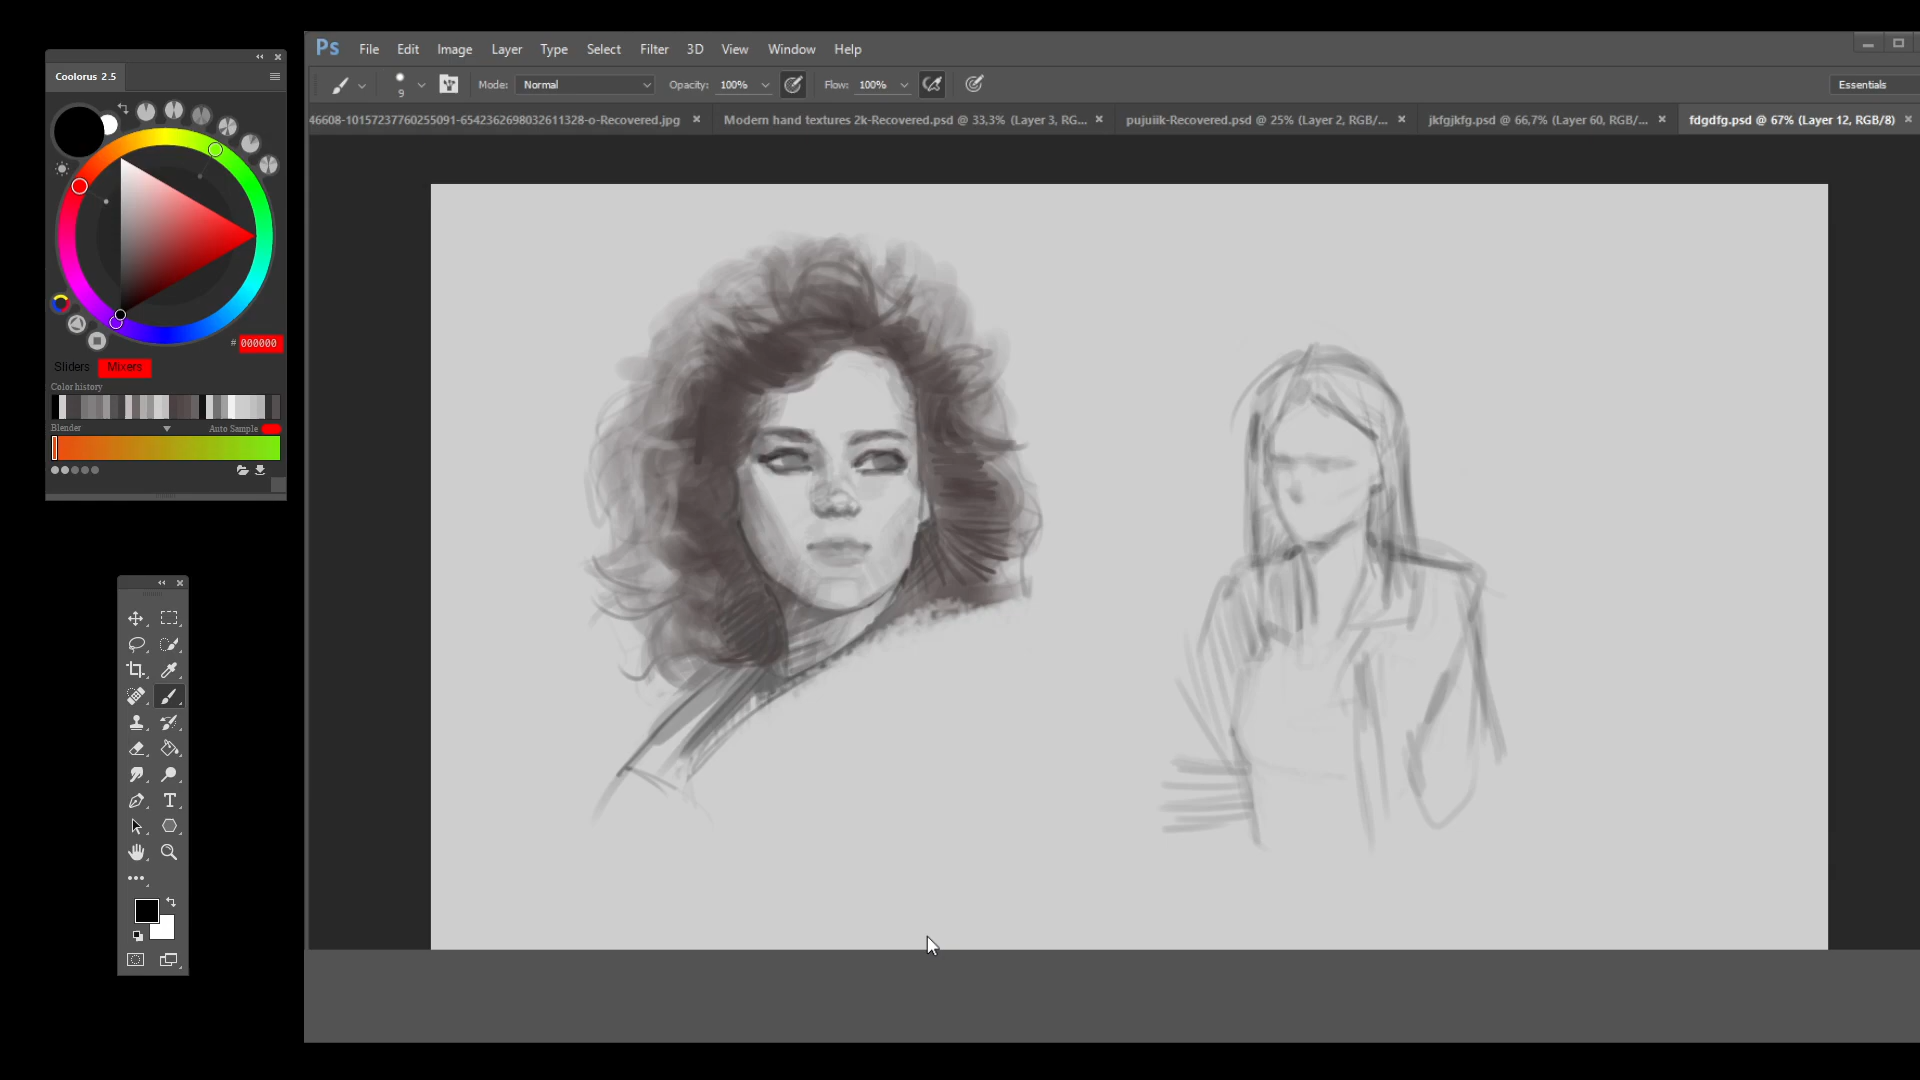 Ps File Edit Image Layer Type Select Filter 3D View Window Help
9 Mode: Normal Opacity: 100% Flow: 100% Essentials
46608-10157237760255091-6542362698032611328-o-Recovered.jpg × Modern hand textures 2k-Recovered.psd @ 33,3% (Layer 3, RG... × pujuiik-Recovered.psd @ 25% (Layer 2, RGB/... × jkfgjkfg.psd @ 66,7% (Layer 60, RGB/... × fdgdfg.psd @ 67% (Layer 12, RGB/8) ×
Coolorus 2.5
# 000000
Sliders Mixers
Color history
Blender Auto Sample